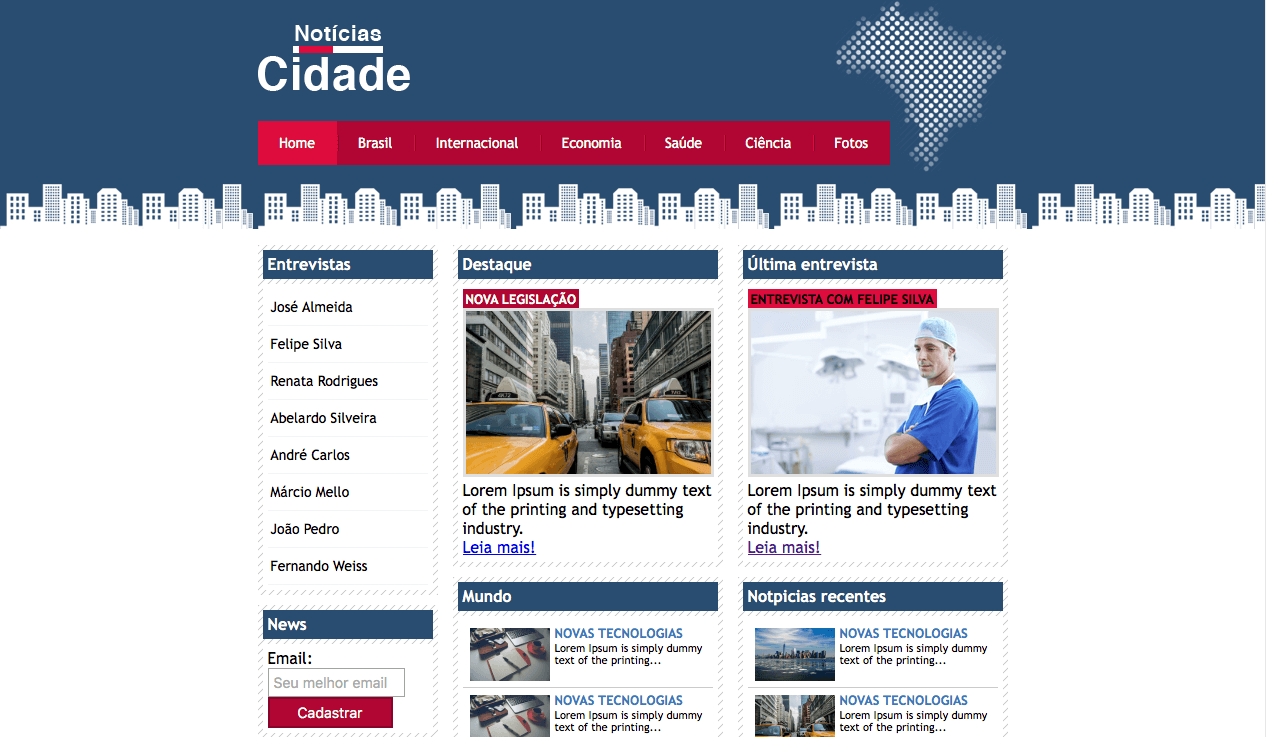 Notícias
Cidade
Home Brasil Internacional Economia Saúde Ciência Fotos
Entrevistas
José Almeida
Felipe Silva
Renata Rodrigues
Abelardo Silveira
André Carlos
Márcio Mello
João Pedro
Fernando Weiss
News
Email:
Seu melhor email
Cadastrar
Destaque
NOVA LEGISLAÇÃO
Lorem Ipsum is simply dummy text
of the printing and typesetting
industry.
Leia mais!
Última entrevista
ENTREVISTA COM FELIPE SILVA
Lorem Ipsum is simply dummy text
of the printing and typesetting
industry.
Leia mais!
Mundo
NOVAS TECNOLOGIAS
Lorem Ipsum is simply dummy
text of the printing...
NOVAS TECNOLOGIAS
Lorem Ipsum is simply dummy
text of the printing...
Notpicias recentes
NOVAS TECNOLOGIAS
Lorem Ipsum is simply dummy
text of the printing...
NOVAS TECNOLOGIAS
Lorem Ipsum is simply dummy
text of the printing...